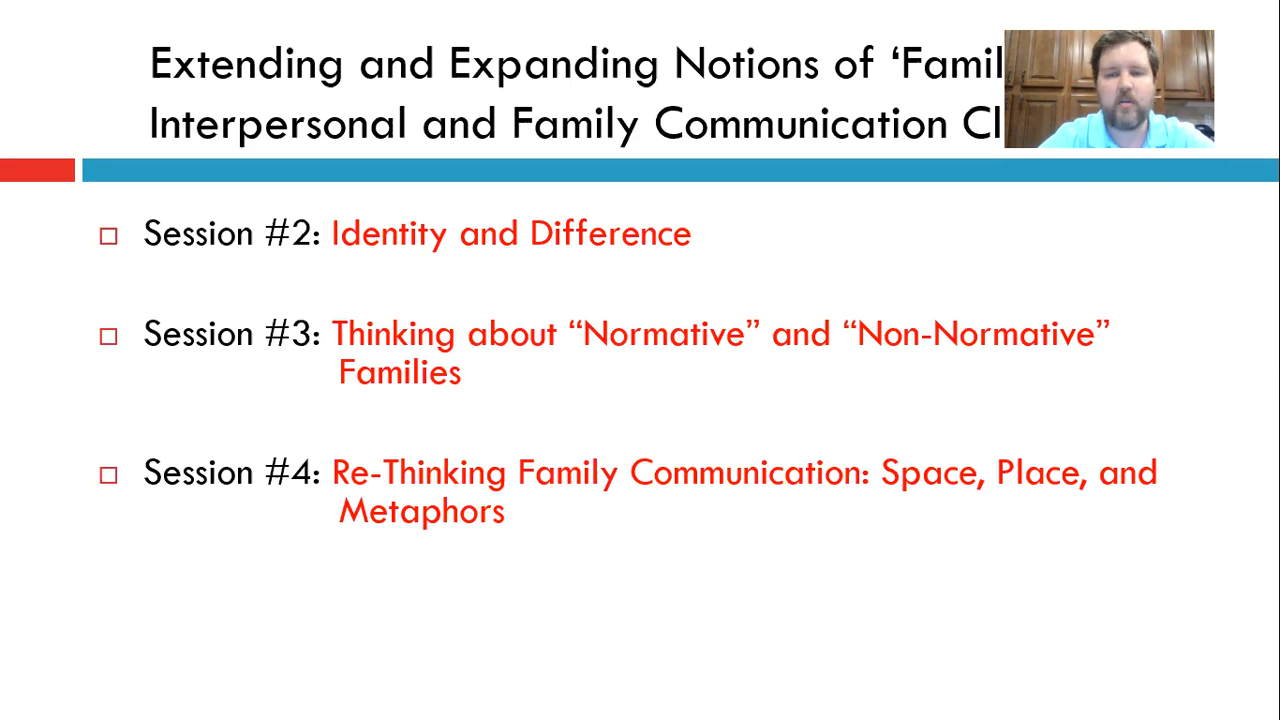 Extending and Expanding Notions of ‘Famil
Interpersonal and Family Communication Cl
Session #2: Identity and Difference
Session #3: Thinking about “Normative” and “Non-Normative”
Families
Session #4: Re-Thinking Family Communication: Space, Place, and
Metaphors